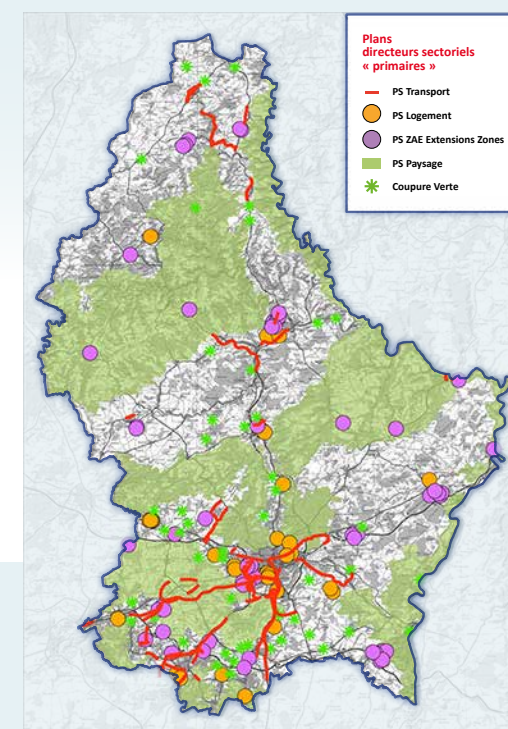 Plans
directeurs sectoriels
« primaires »
PS Transport
PS Logement
PS ZAE Extensions Zones
PS Paysage
Coupure Verte